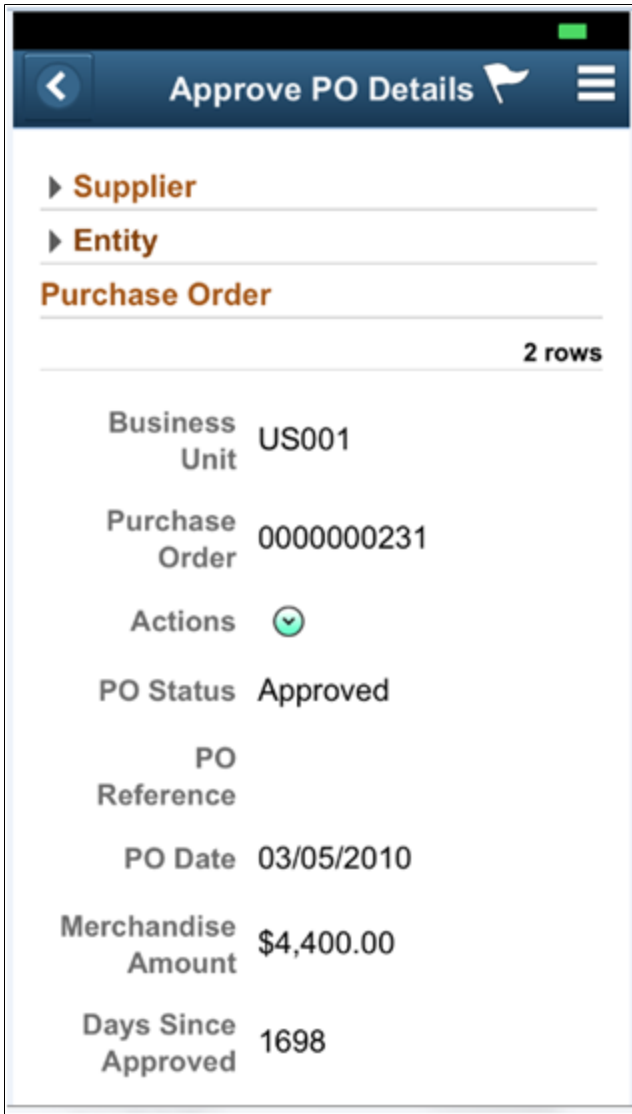 Approve PO Details
Supplier
Entity
Purchase Order
2 rows
Business
Unit
US001
Purchase
Order
0000000231
Actions
PO Status Approved
PO
Reference
PO Date 03/05/2010
Merchandise
Amount
$4,400.00
Days Since
Approved
1698